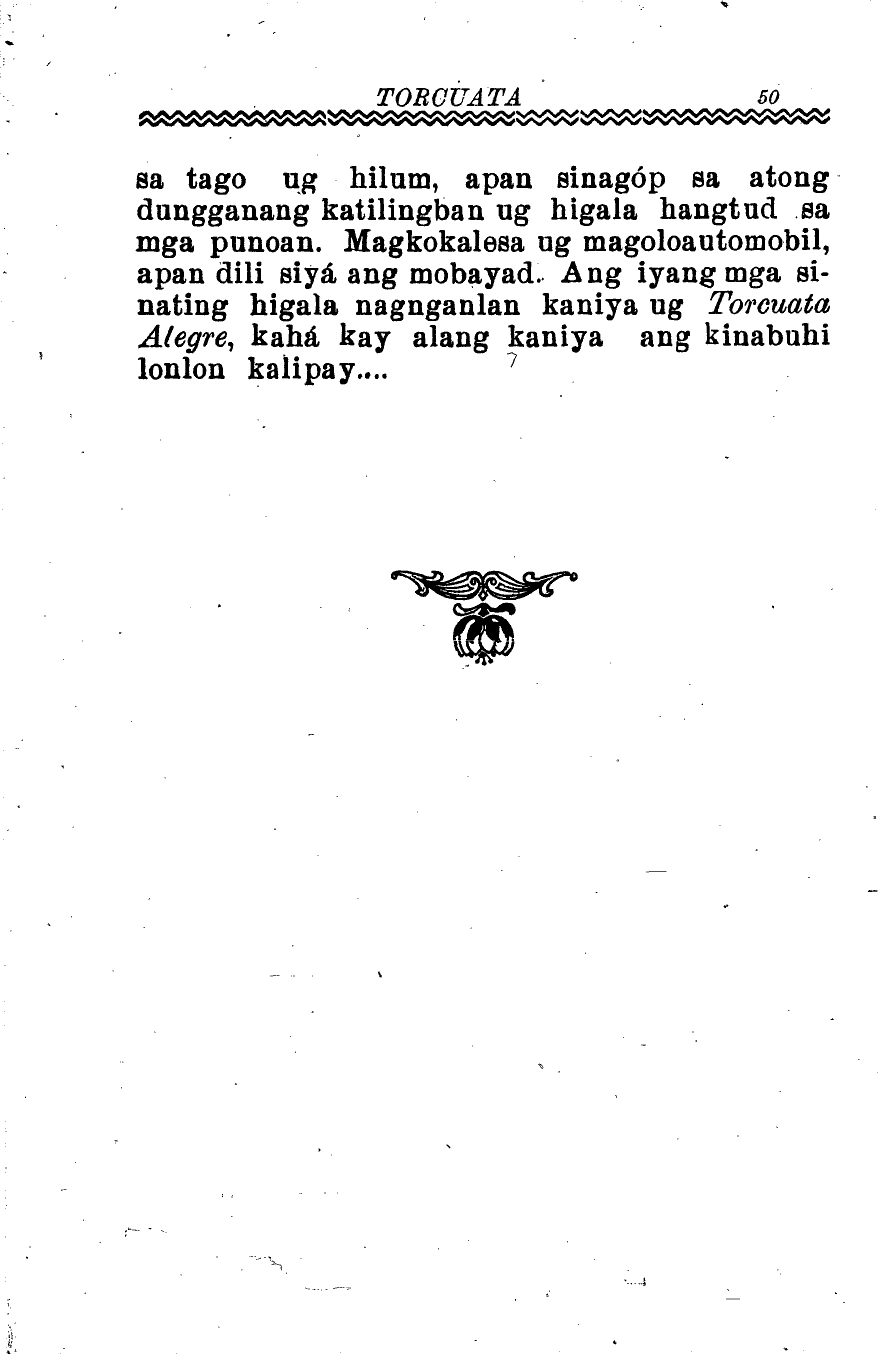 TORCUATA 50
sa tago ug hilum, apan sinagóp sa atong
dungganang katilingban ug higala hangtud sa
mga punoan. Magkokalesa ug magoloautomobil,
apan dili siyá ang mobayad. Ang iyang mga si-
nating higala nagnganlan kaniya ug Torcuata
Alegre, kahá kay alang kaniya ang kinabuhi
lonlon kalipay....